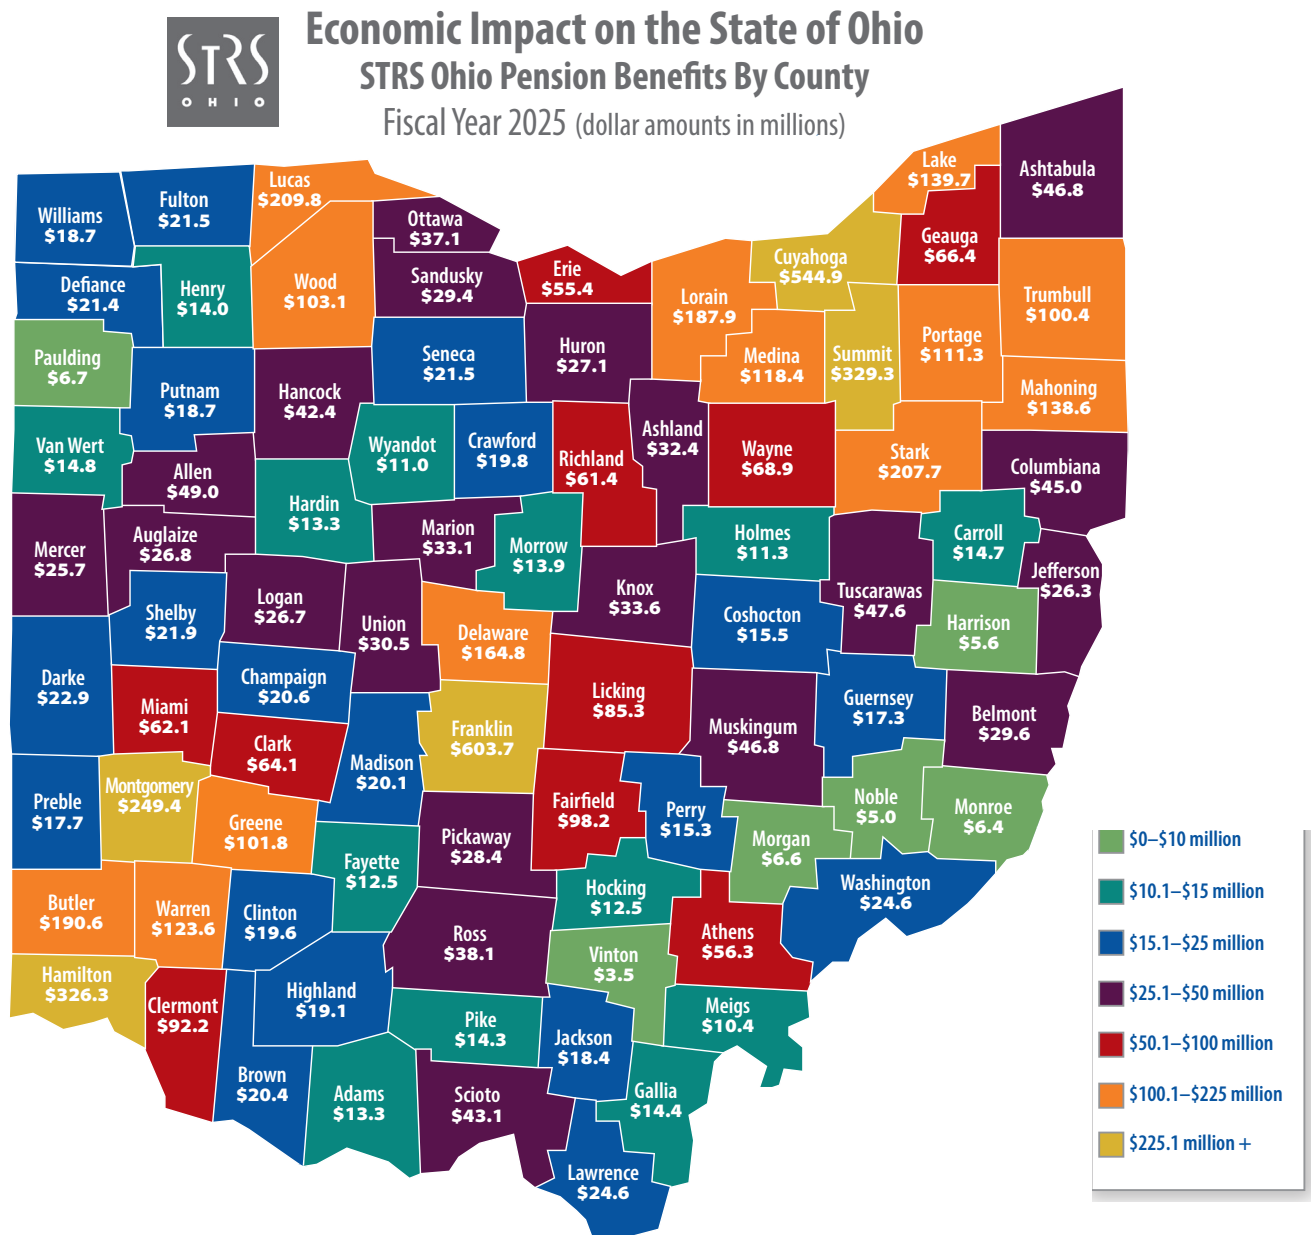 STRS
OHIO
Economic Impact on the State of Ohio
STRS Ohio Pension Benefits By County
Fiscal Year 2025 (dollar amounts in millions)
Williams
$18.7
Fulton
$21.5
Lucas
$209.8
Ottawa
$37.1
Lake
$139.7
Ashtabula
$46.8
Geauga
$66.4
Cuyahoga
$544.9
Defiance
$21.4
Henry
$14.0
Wood
$103.1
Sandusky
$29.4
Erie
$55.4
Lorain
$187.9
Trumbull
$100.4
Paulding
$6.7
Putnam
$18.7
Hancock
$42.4
Seneca
$21.5
Huron
$27.1
Medina
$118.4
Summit
$329.3
Portage
$111.3
Mahoning
$138.6
Van Wert
$14.8
Allen
$49.0
Wyandot
$11.0
Crawford
$19.8
Richland
$61.4
Ashland
$32.4
Wayne
$68.9
Stark
$207.7
Columbiana
$45.0
Mercer
$25.7
Auglaize
$26.8
Hardin
$13.3
Marion
$33.1
Morrow
$13.9
Holmes
$11.3
Carroll
$14.7
Jefferson
$26.3
Shelby
$21.9
Logan
$26.7
Union
$30.5
Delaware
$164.8
Knox
$33.6
Coshocton
$15.5
Tuscarawas
$47.6
Harrison
$5.6
Darke
$22.9
Miami
$62.1
Champaign
$20.6
Clark
$64.1
Madison
$20.1
Franklin
$603.7
Licking
$85.3
Muskingum
$46.8
Guernsey
$17.3
Belmont
$29.6
Preble
$17.7
Montgomery
$249.4
Greene
$101.8
Fayette
$12.5
Pickaway
$28.4
Fairfield
$98.2
Perry
$15.3
Morgan
$6.6
Noble
$5.0
Monroe
$6.4
Butler
$190.6
Warren
$123.6
Clinton
$19.6
Ross
$38.1
Hocking
$12.5
Vinton
$3.5
Athens
$56.3
Washington
$24.6
Hamilton
$326.3
Clermont
$92.2
Highland
$19.1
Brown
$20.4
Adams
$13.3
Pike
$14.3
Scioto
$43.1
Jackson
$18.4
Meigs
$10.4
Gallia
$14.4
Lawrence
$24.6
$0–$10 million
$10.1–$15 million
$15.1–$25 million
$25.1–$50 million
$50.1–$100 million
$100.1–$225 million
$225.1 million +